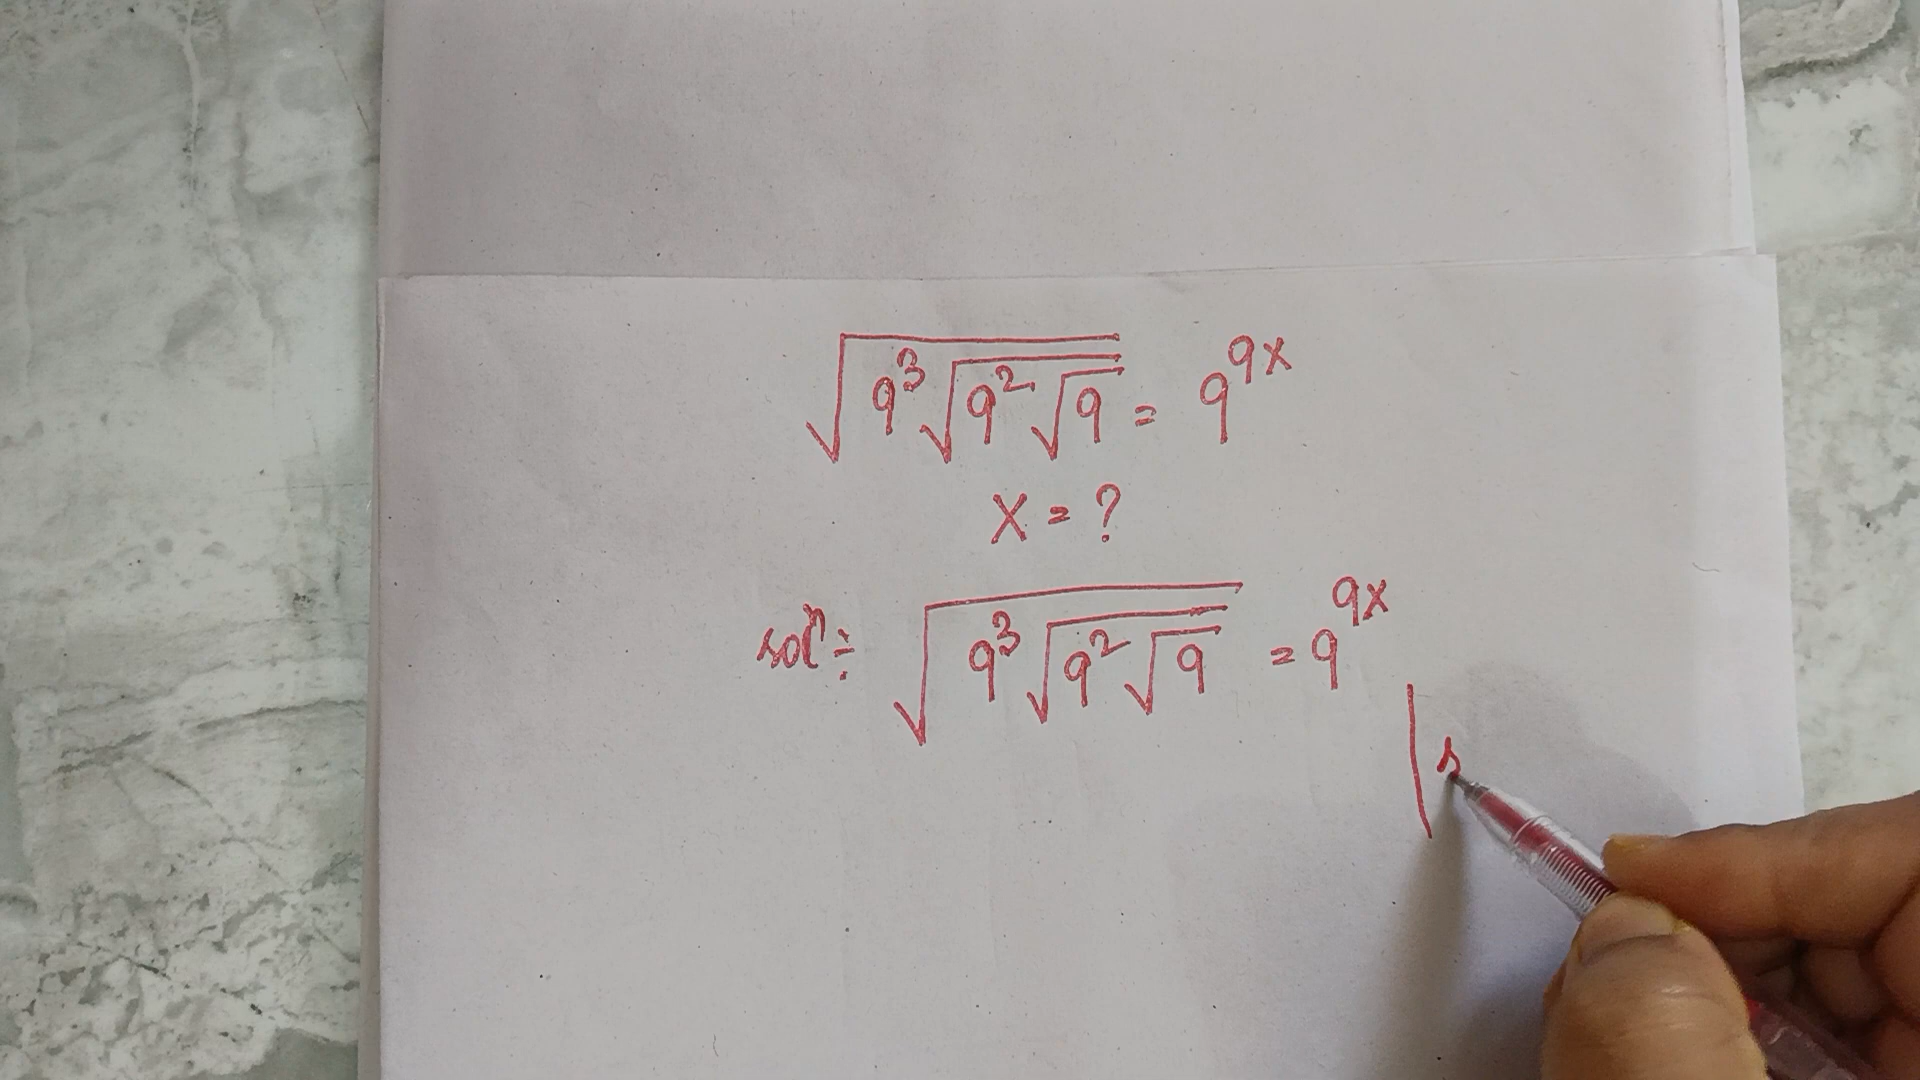 √(9³√(9²√9)) = 9^(9x)
x = ?
solⁿ ÷ √(9³√(9²√9)) = 9^(9x)
| s